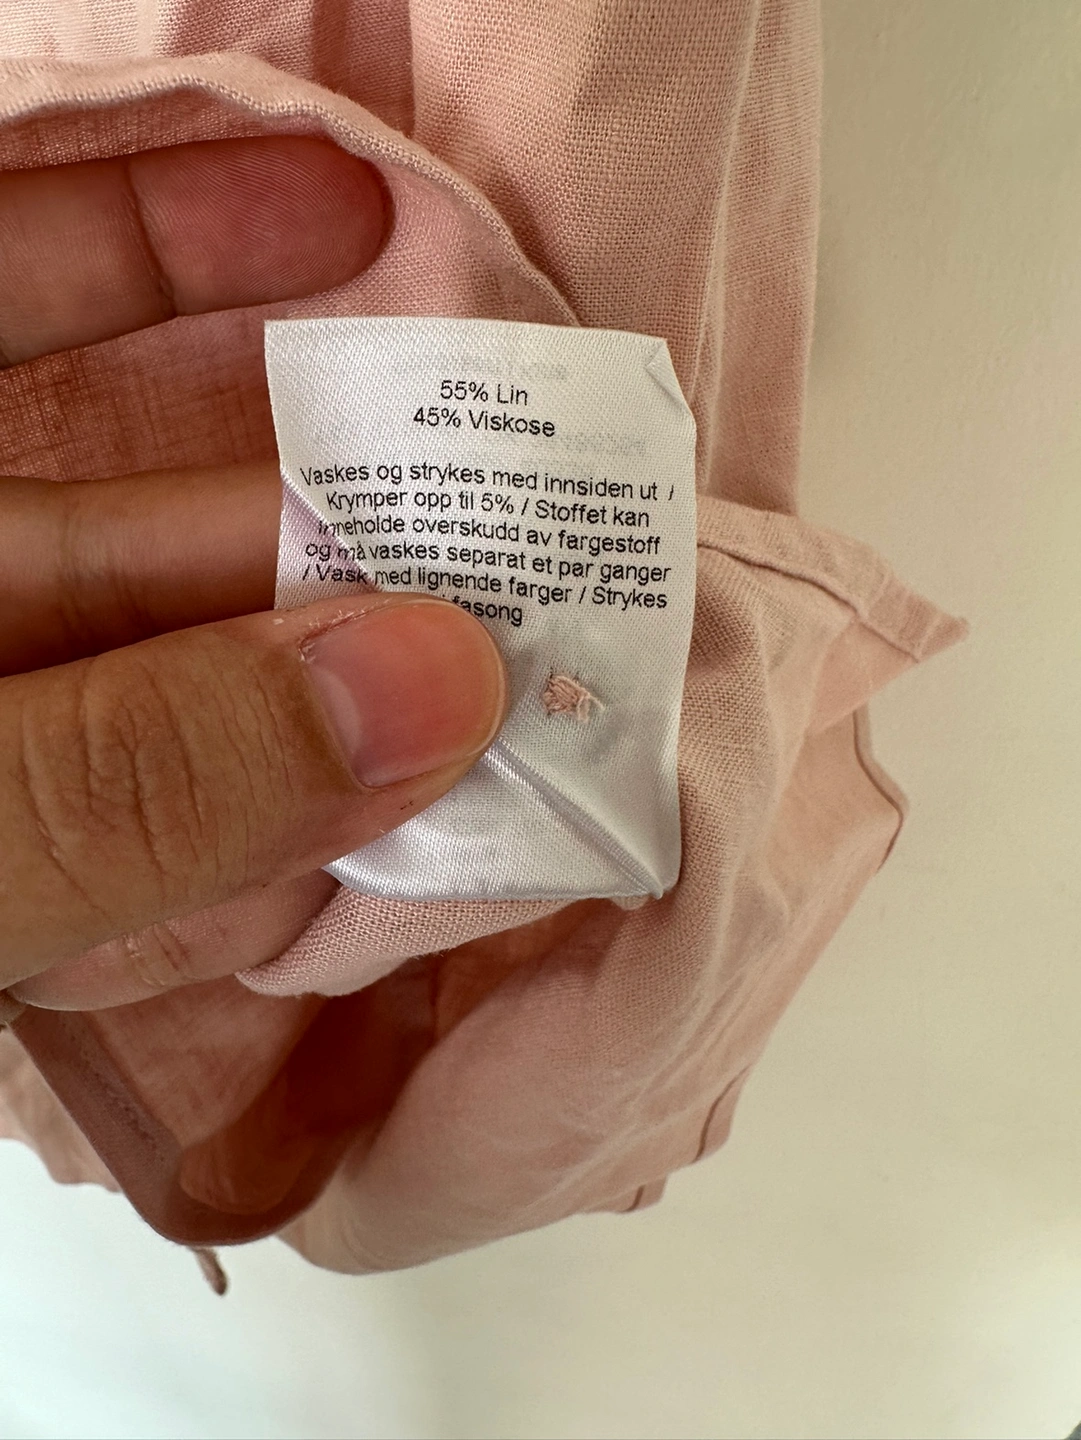 55% Lin
45% Viskose
Vaskes og strykes med innsiden ut /
Krymper opp til 5% / Stoffet kan
inneholde overskudd av fargestoff
og må vaskes separat et par ganger
/ Vask med lignende farger / Strykes
fasong